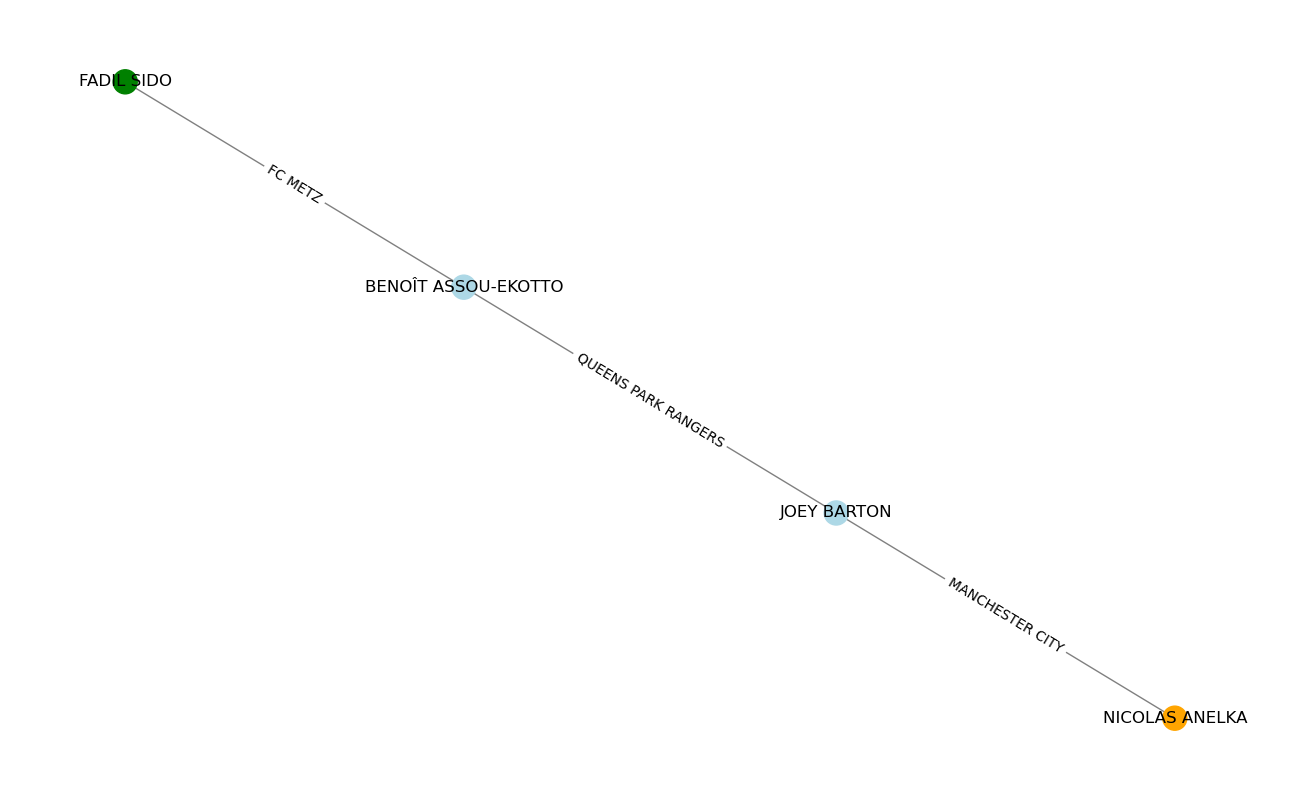 FADIL SIDO
FC METZ
BENOÎT ASSOU-EKOTTO
QUEENS PARK RANGERS
JOEY BARTON
MANCHESTER CITY
NICOLAS ANELKA